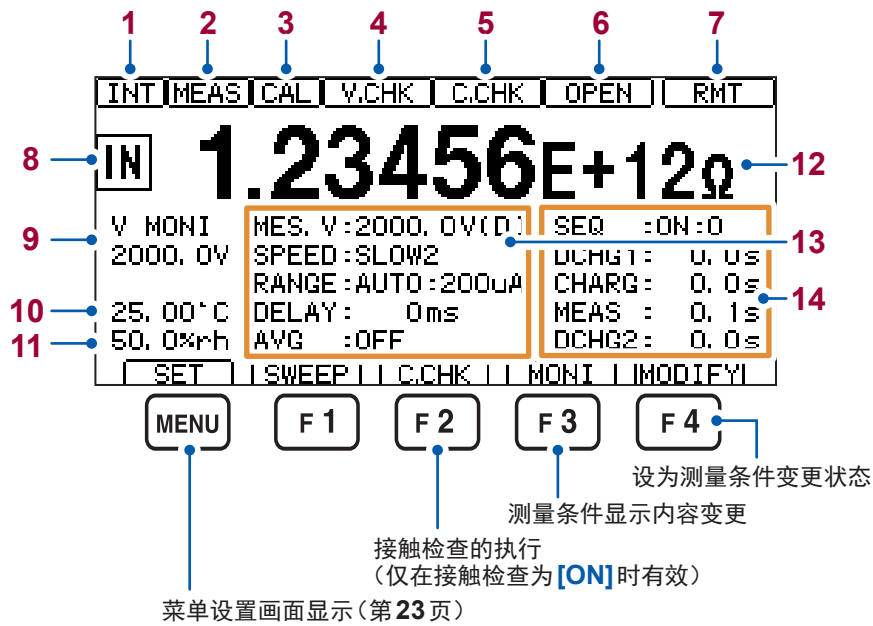 1 2 3 4 5 6 7
INT MEAS CAL V.CHK C.CHK OPEN RMT
8 IN 1.23456E+12Ω 12
9 V MONI MES. V:2000.0V(D) SEQ :ON:0 13
2000.0V SPEED:SLOW2 DCHG1: 0.0s
RANGE:AUTO:200uA CHARG: 0.0s 14
10 25.00°C DELAY: 0ms MEAS : 0.1s
11 50.0%rh AVG :OFF DCHG2: 0.0s
SET SWEEP C.CHK MONI MODIFY
MENU F 1 F 2 F 3 F 4
设为测量条件变更状态
测量条件显示内容变更
接触检查的执行
（仅在接触检查为[ON]时有效）
菜单设置画面显示（第23页）